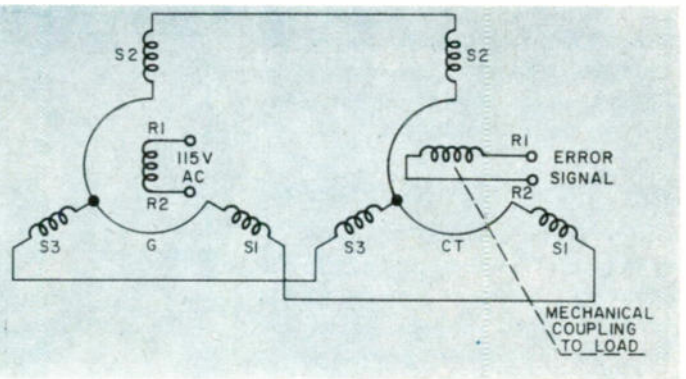 S2
S2
R1
115V
AC
R2
R1
ERROR
SIGNAL
R2
S3
G
S1
S3
CT
S1
MECHANICAL
COUPLING
TO LOAD